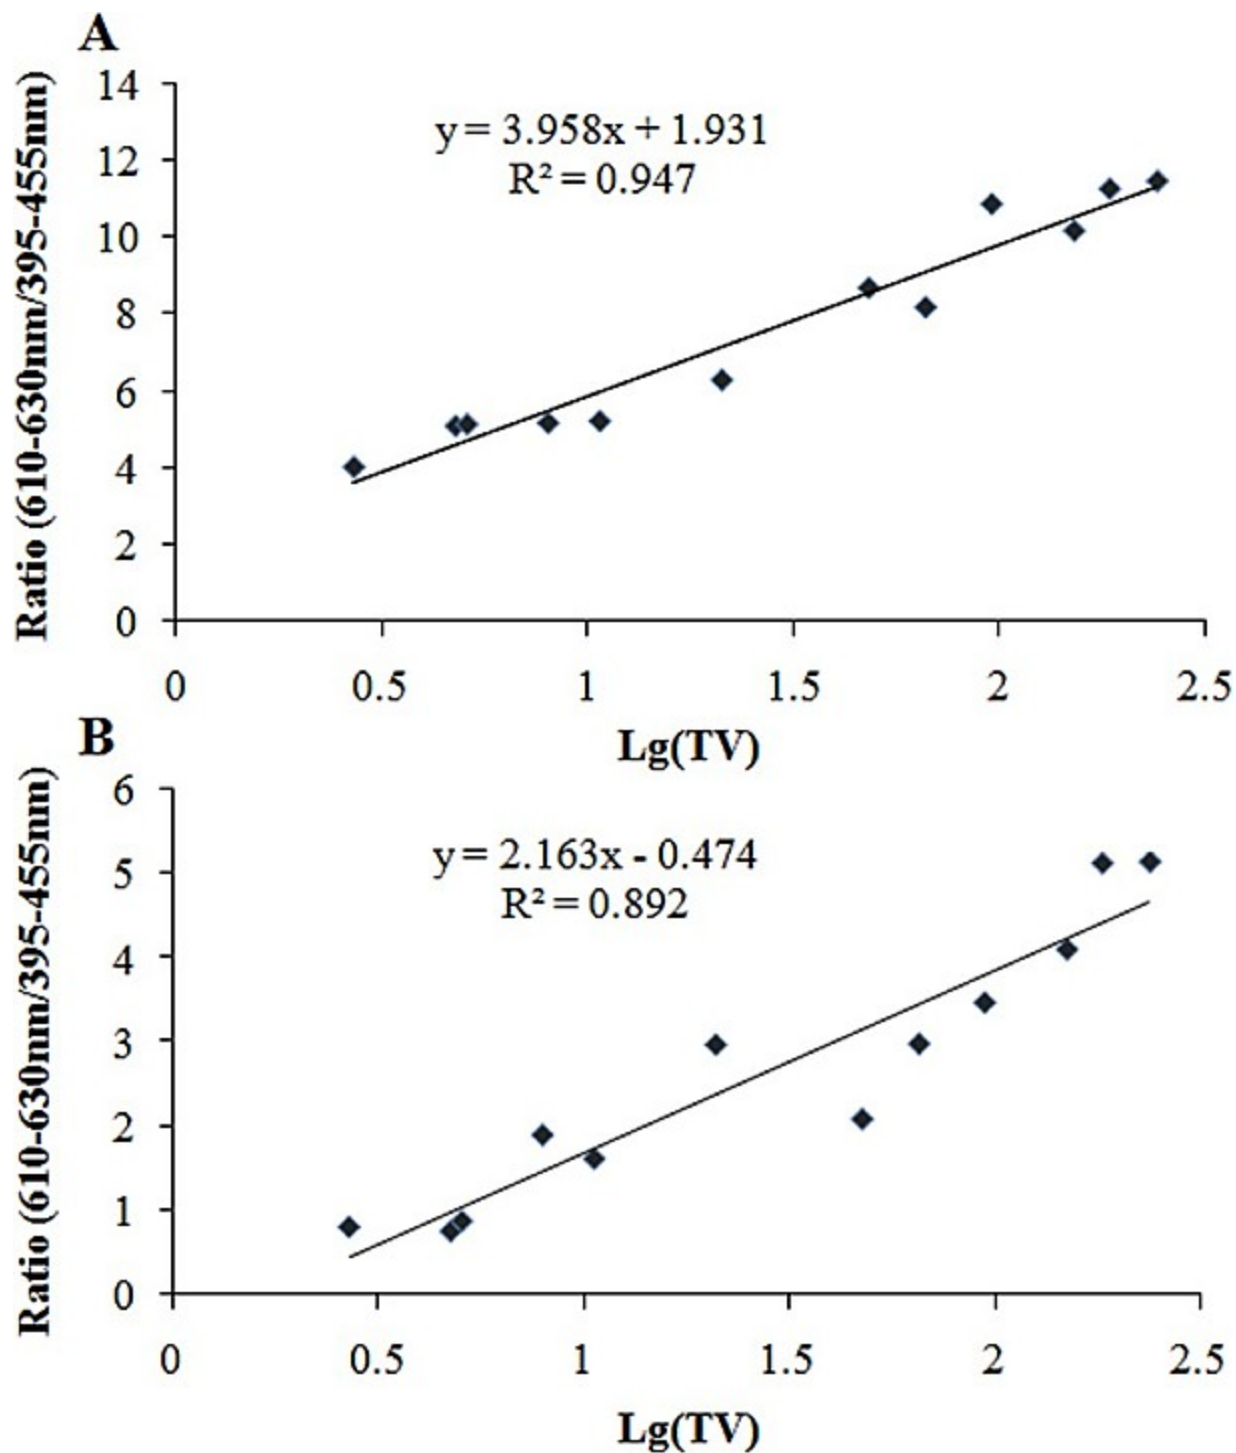 A
Ratio (610-630nm/395-455nm)
14
12
10
8
6
4
2
0
y = 3.958x + 1.931
R² = 0.947
0 0.5 1 1.5 2 2.5
Lg(TV)
B
Ratio (610-630nm/395-455nm)
6
5
4
3
2
1
0
y = 2.163x - 0.474
R² = 0.892
0 0.5 1 1.5 2 2.5
Lg(TV)